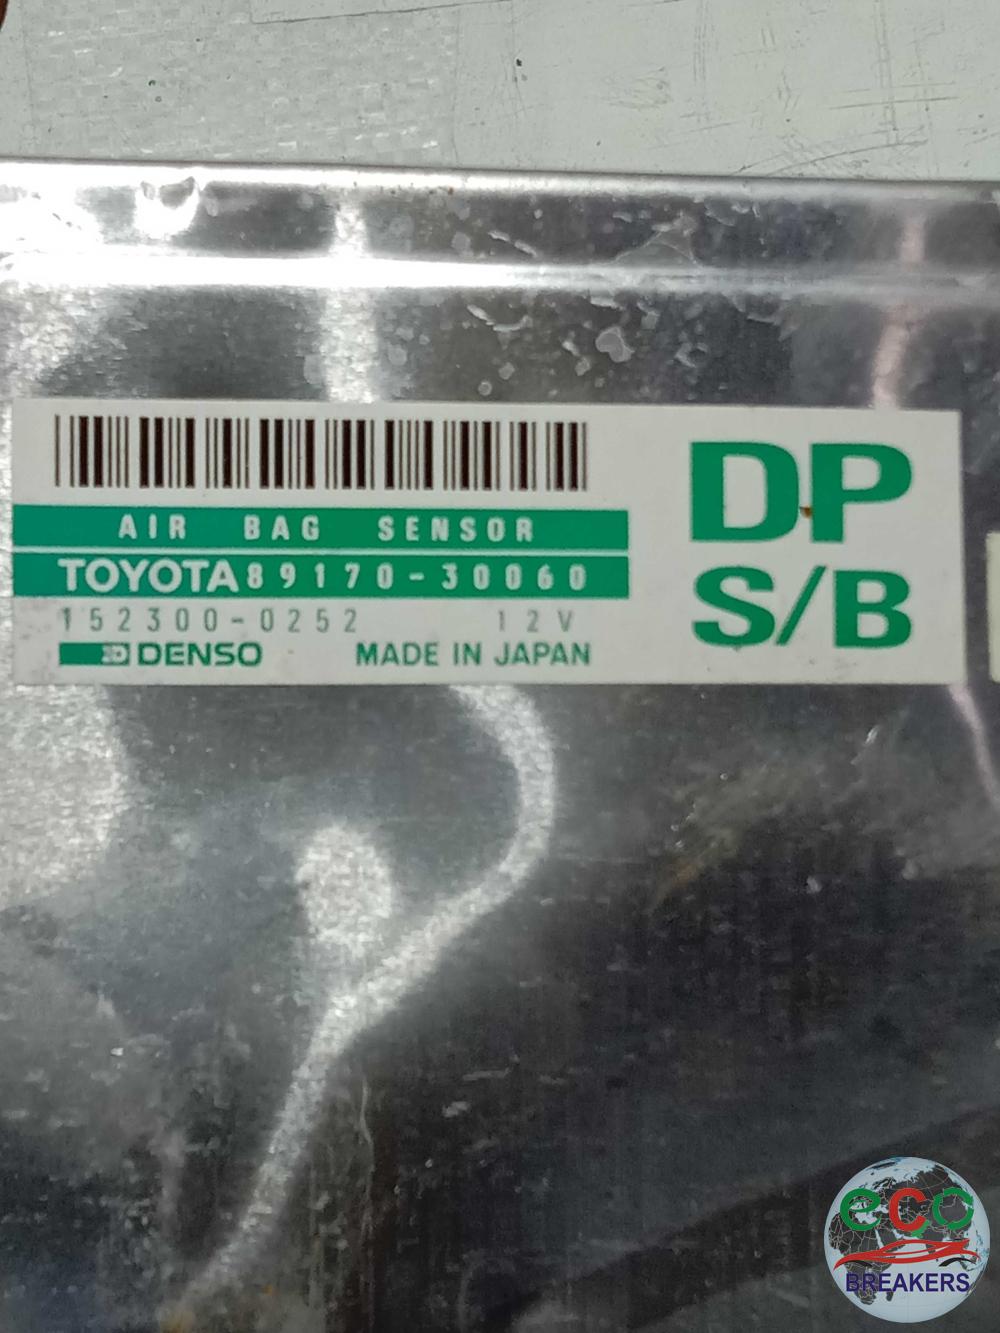 AIR BAG SENSOR
TOYOTA 89170-30060
152300-0252 12V
DENSO MADE IN JAPAN
DP
S/B
eco
BREAKERS